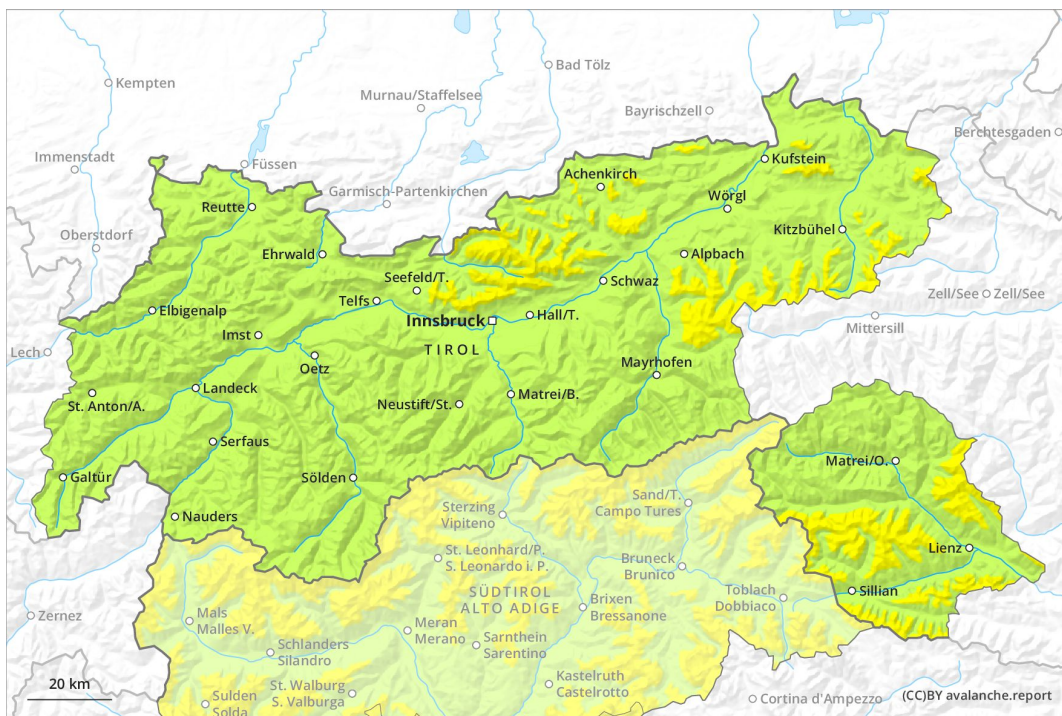 Kempten
Bad Tölz
Murnau/Staffelsee
Bayrischzell
Berchtesgaden
Immenstadt
Füssen
Kufstein
Achenkirch
Garmisch-Partenkirchen
Wörgl
Reutte
Oberstdorf
Kitzbühel
Ehrwald
Alpbach
Seefeld/T.
Schwaz
Telfs
Zell/See
Zell/See
Elbigenalp
Innsbruck
Hall/T.
Mittersill
Imst
TIROL
Lech
Oetz
Mayrhofen
Landeck
St. Anton/A.
Neustift/St.
Matrei/B.
Serfaus
Matrei/O.
Galtür
Sölden
Sand/T.
Campo Tures
Sterzing
Vipiteno
Nauders
Lienz
St. Leonhard/P.
S. Leonardo i. P.
Bruneck
Brunico
SÜDTIROL
ALTO ADIGE
Toblach
Dobbiaco
Sillian
Brixen
Bressanone
Zernez
Mals
Malles V.
Meran
Merano
Schlanders
Silandro
Sarnthein
Sarentino
20 km
St. Walburg
S. Valburga
Kastelruth
Castelrotto
Sulden
Solda
Cortina d'Ampezzo
(CC)BY avalanche.report